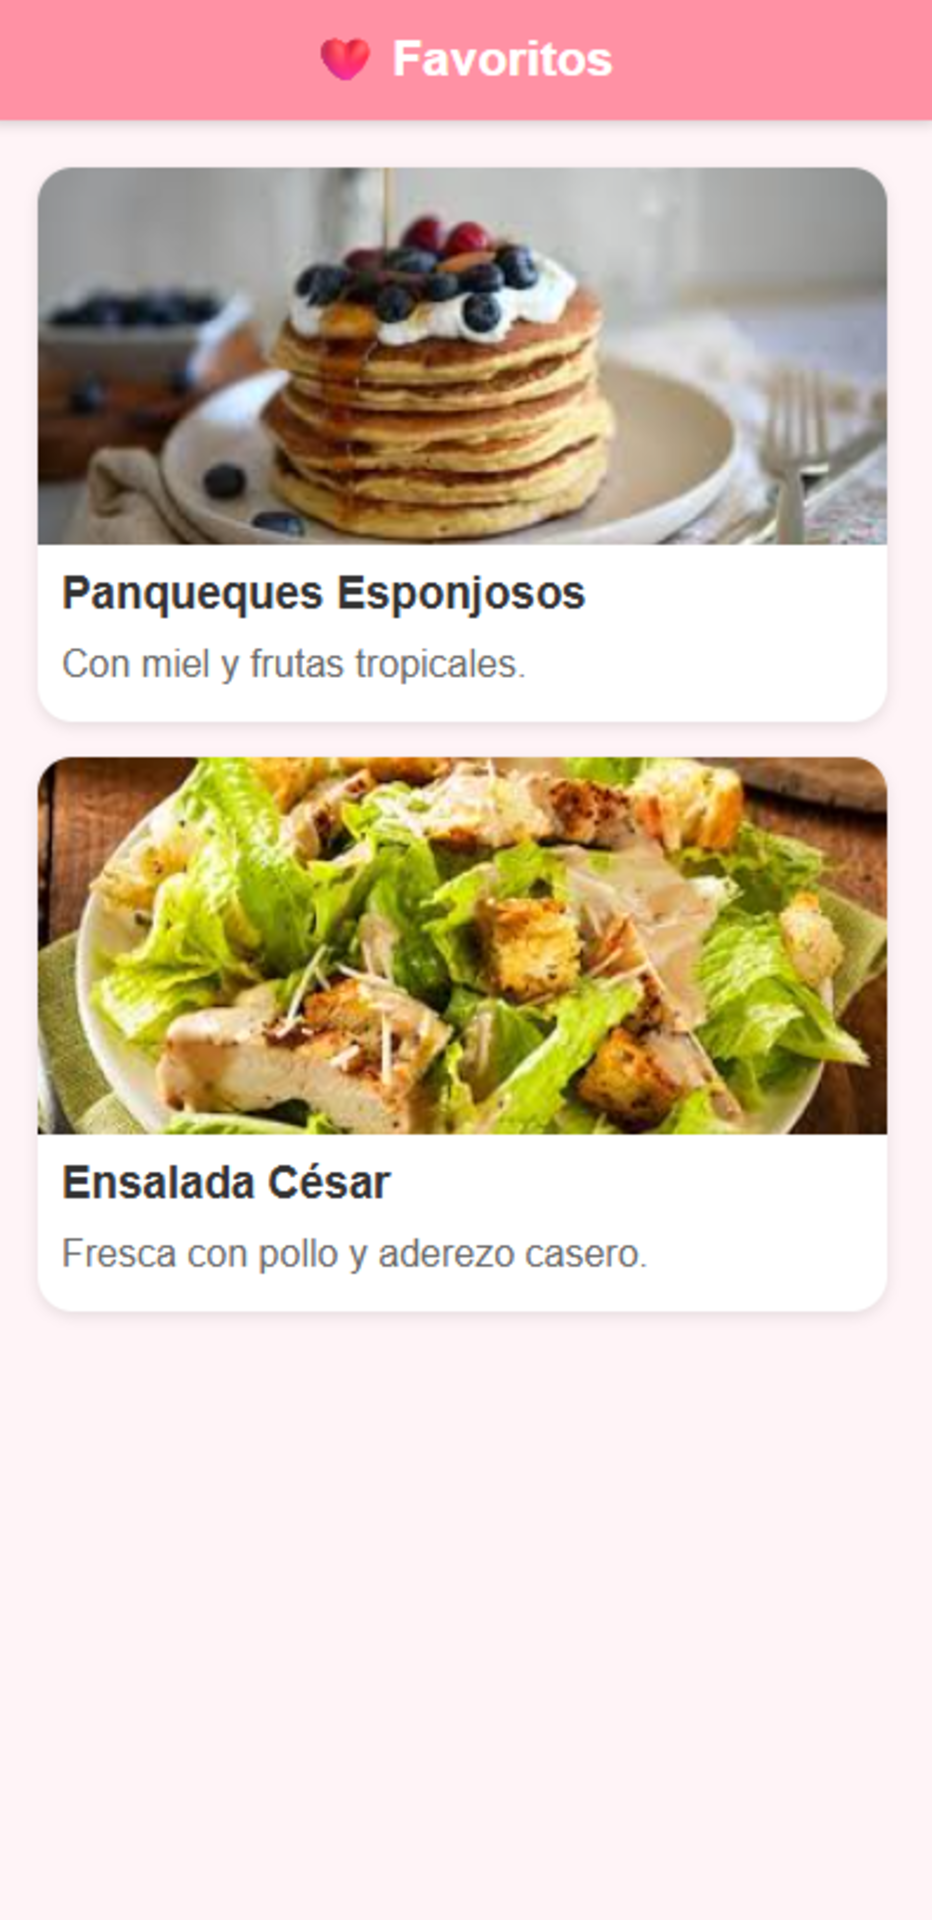 Favoritos
Panqueques Esponjosos
Con miel y frutas tropicales.
Ensalada César
Fresca con pollo y aderezo casero.